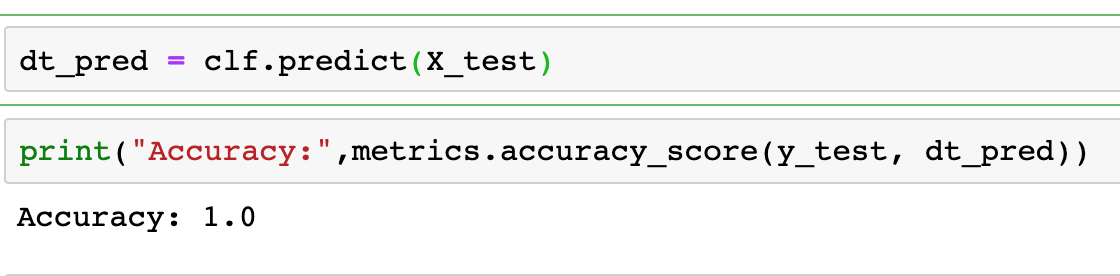 dt_pred = clf.predict(X_test)
print("Accuracy:",metrics.accuracy_score(y_test, dt_pred))
Accuracy: 1.0